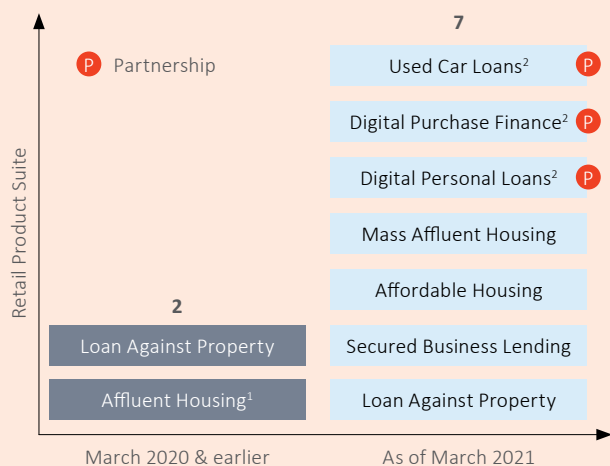 7
P Partnership
Used Car Loans² P
Digital Purchase Finance² P
Digital Personal Loans² P
Mass Affluent Housing
Affordable Housing
2
Loan Against Property
Secured Business Lending
Affluent Housing¹
Loan Against Property
Retail Product Suite
March 2020 & earlier
As of March 2021